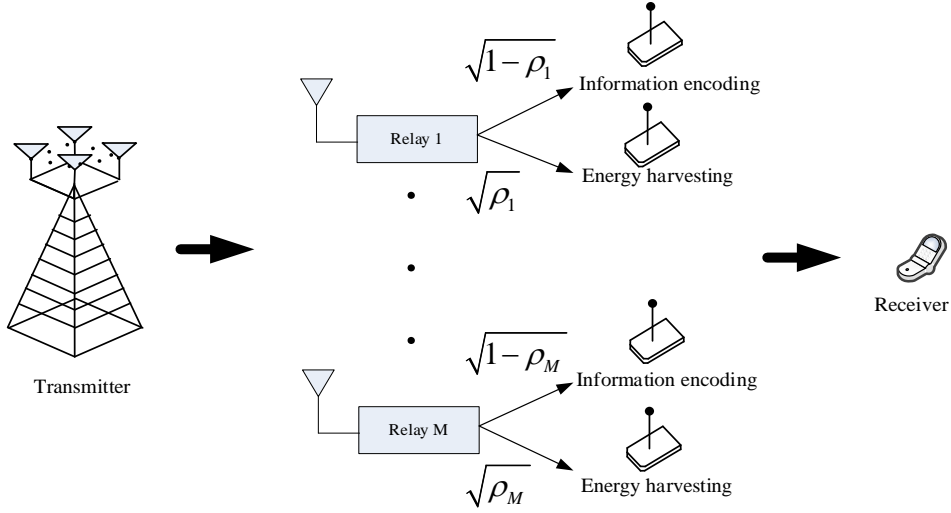 √1−ρ₁
Information encoding
Relay 1
Energy harvesting
√ρ₁
Transmitter
Receiver
√1−ρ_M
Information encoding
Relay M
Energy harvesting
√ρ_M